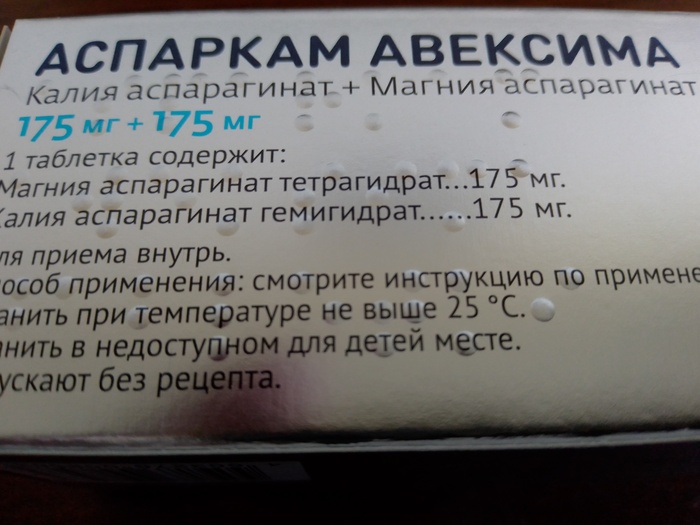 АСПАРКАМ АВЕКСИМА
Калия аспарагинат + Магния аспарагинат
175 мг + 175 мг
1 таблетка содержит:
Магния аспарагинат тетрагидрат...175 мг.
Калия аспарагинат гемигидрат......175 мг.
ля приема внутрь.
особ применения: смотрите инструкцию по примене
анить при температуре не выше 25 °C.
анить в недоступном для детей месте.
ускают без рецепта.